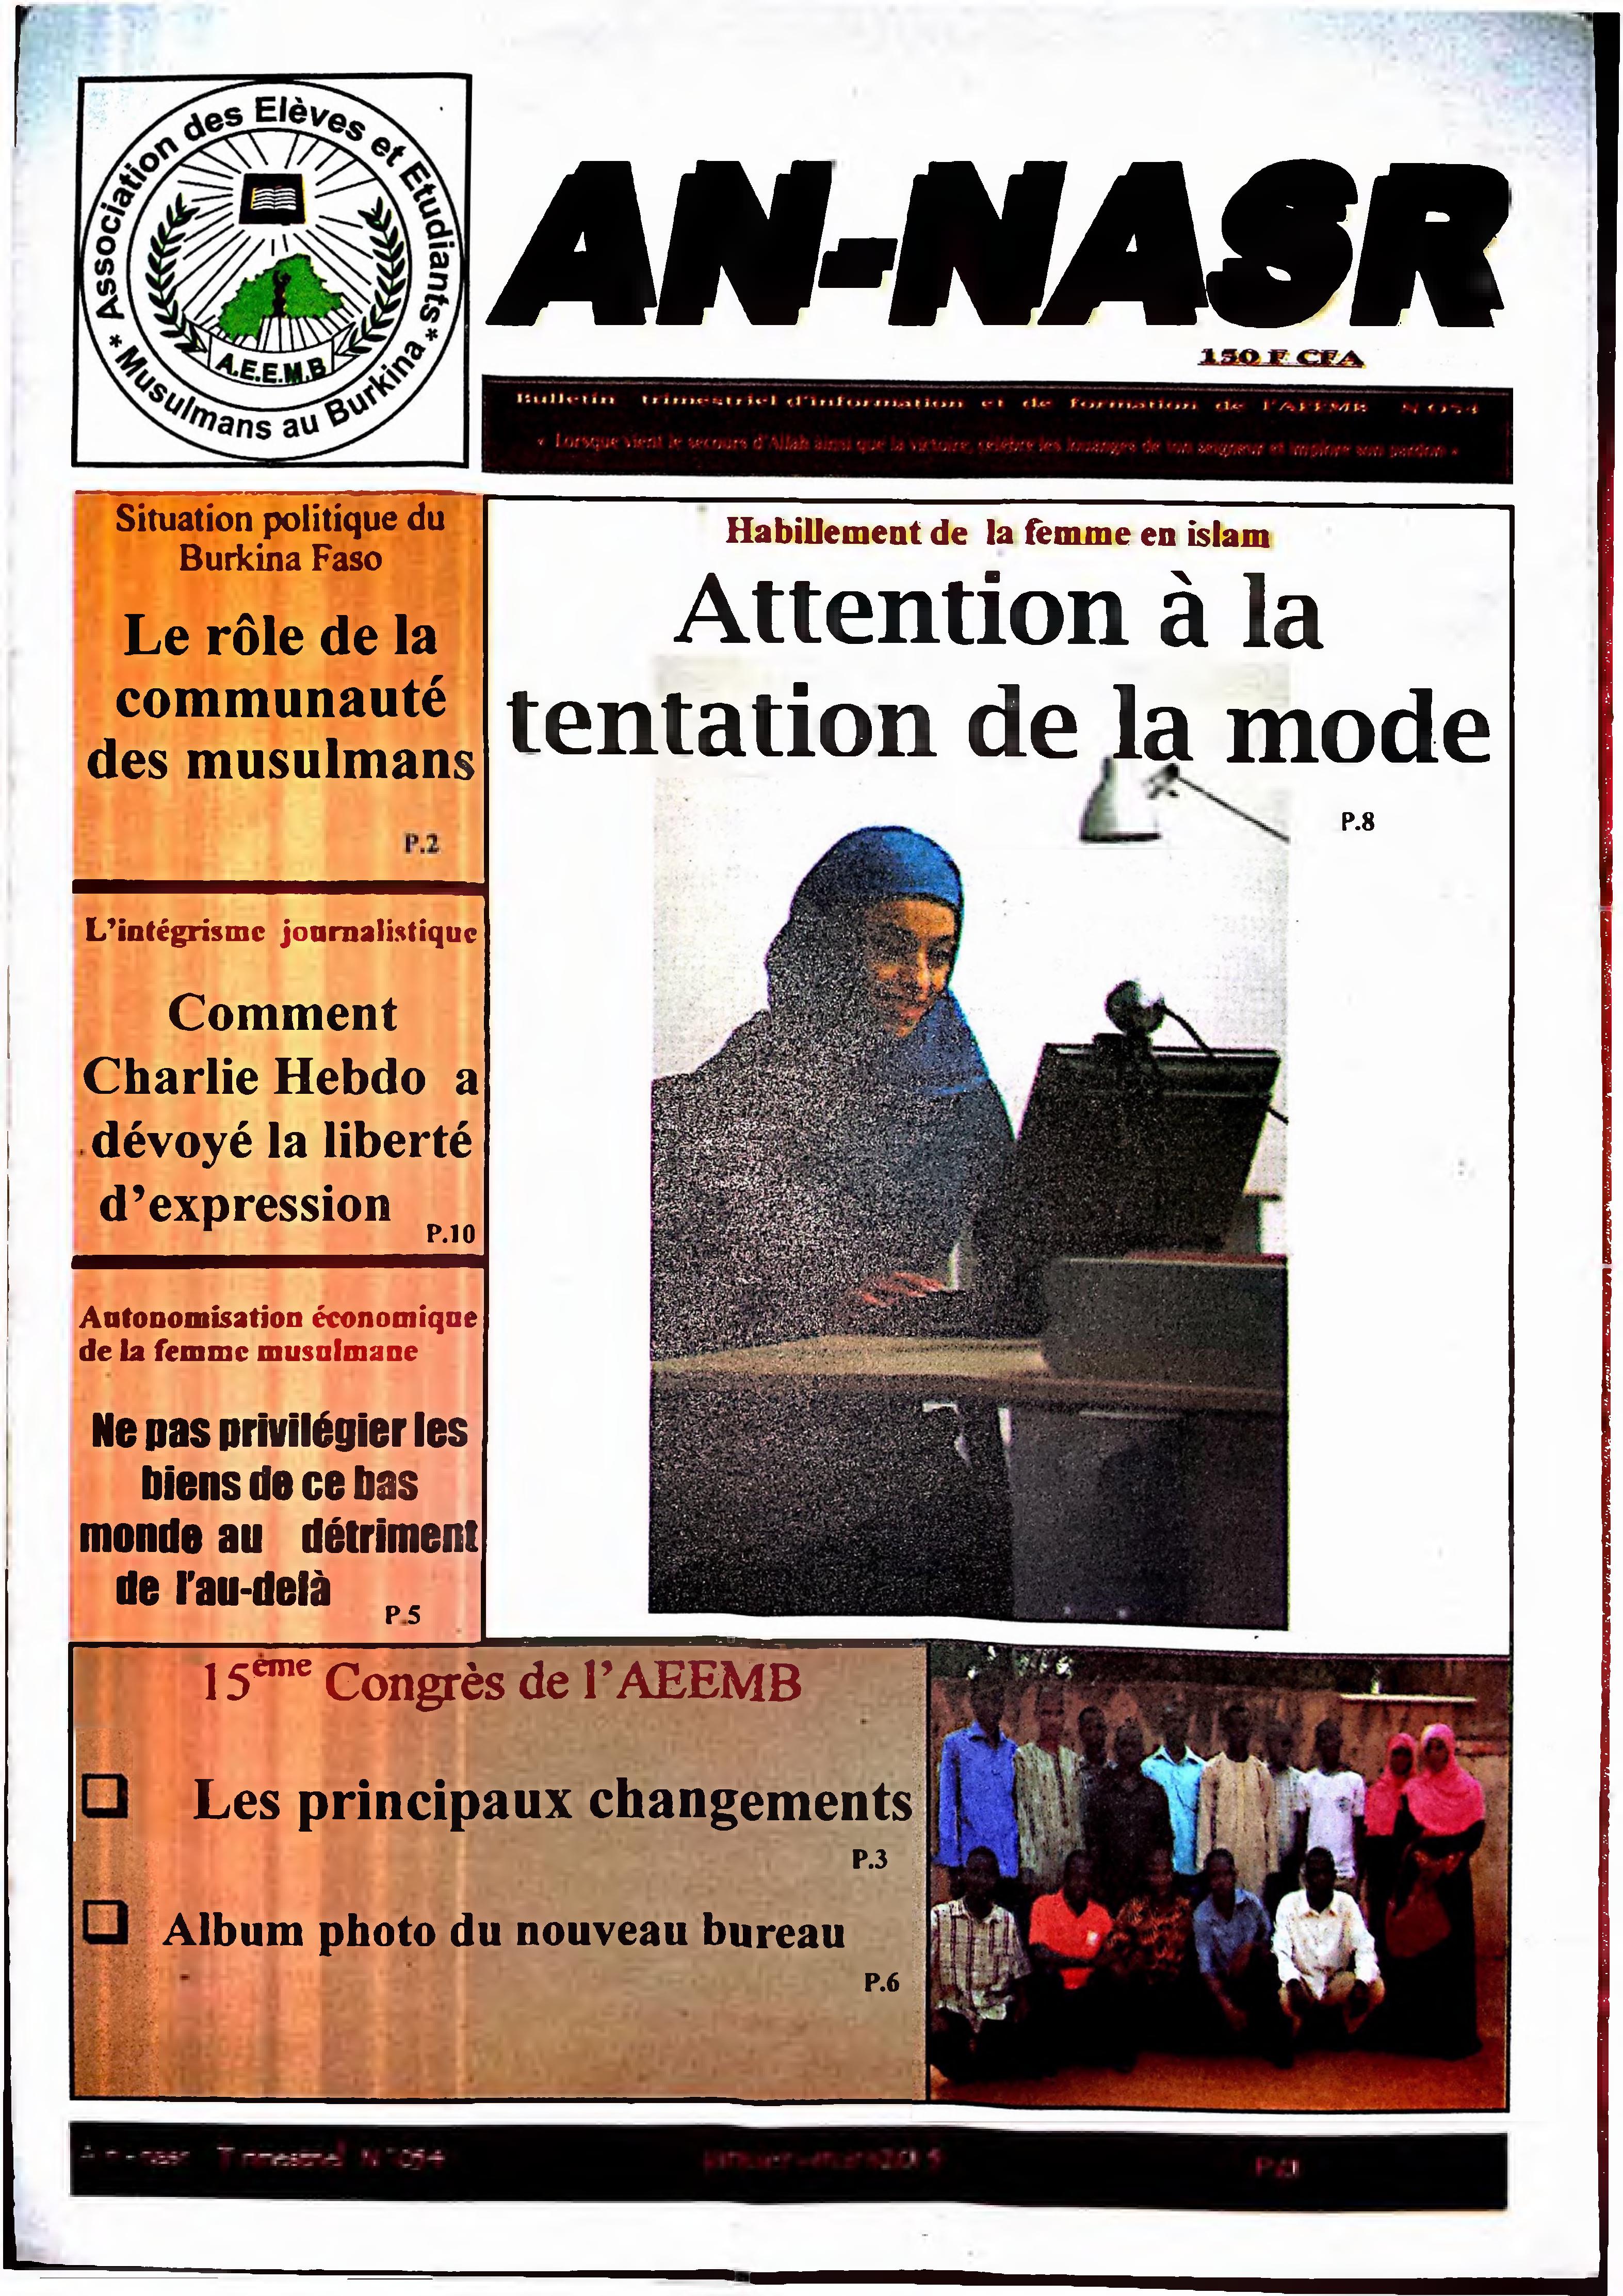 Association des Elèves et Etudiants
* Musulmans au Burkina *
A.E.E.M.B
AN-NASR
150 F CFA
Bulletin trimestriel d'information et de formation de l'AEEMB N°054
« Lorsque vient le secours d'Allah ainsi que la victoire, célèbre les louanges de ton seigneur et implore son pardon »
Situation politique du
Burkina Faso
Le rôle de la
communauté
des musulmans
P.2
L'intégrisme journalistique
Comment
Charlie Hebdo a
dévoyé la liberté
d'expression
P.10
Autonomisation économique
de la femme musulmane
Ne pas privilégier les
biens de ce bas
monde au détriment
de l'au-delà
P.5
Habillement de la femme en islam
Attention à la
tentation de la mode
P.8
15ème Congrès de l'AEEMB
❑ Les principaux changements
P.3
❑ Album photo du nouveau bureau
P.6
An-nasr Trimestriel N°054 janvier-mars2015